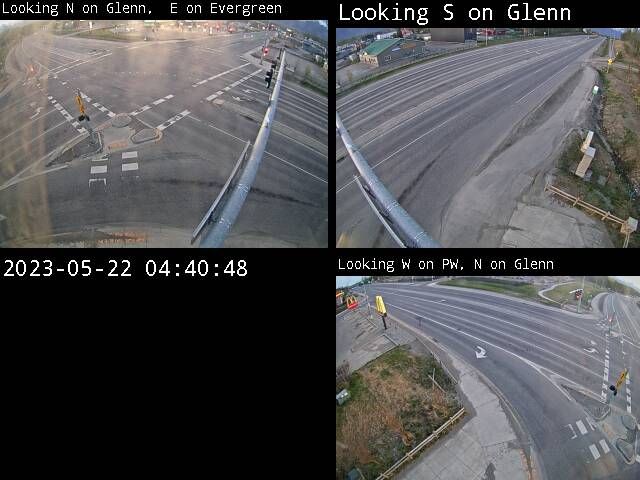 Looking N on Glenn,  E on Evergreen
Looking S on Glenn
2023-05-22 04:40:48
Looking W on PW, N on Glenn